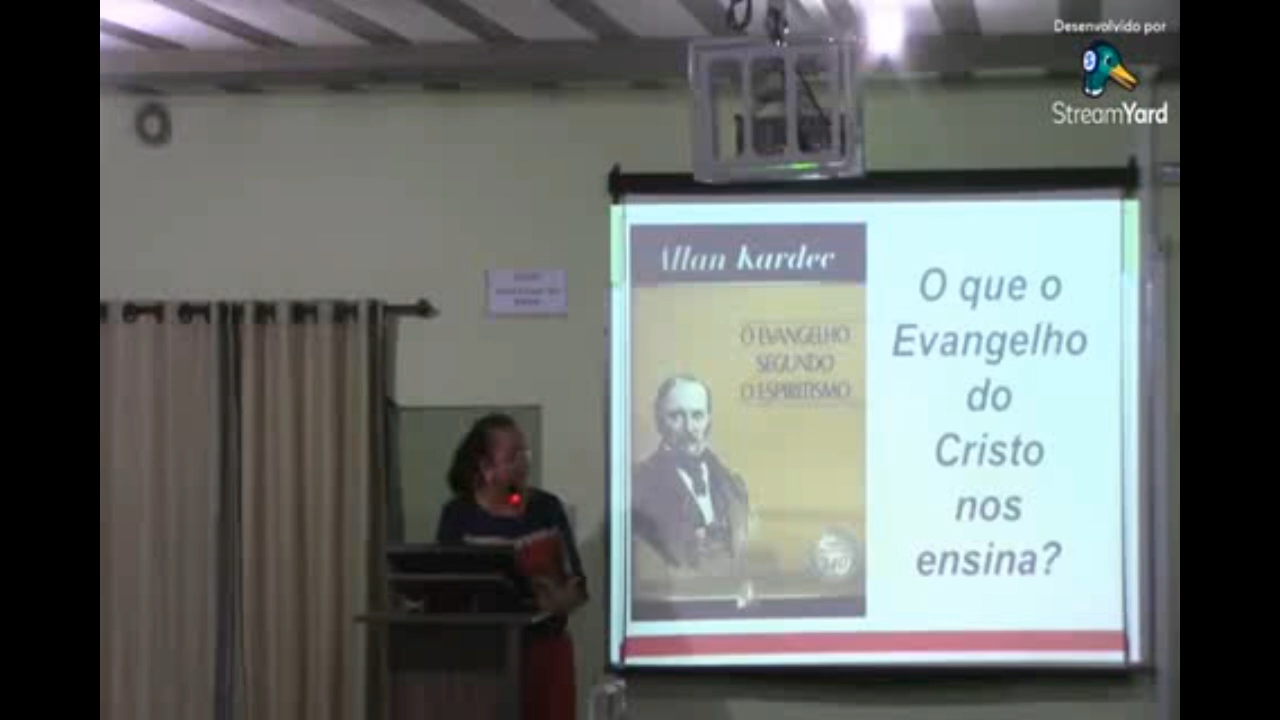 Desenvolvido por
StreamYard
Allan Kardec
O EVANGELHO
SEGUNDO
O ESPIRITISMO
O que o
Evangelho
do
Cristo
nos
ensina?